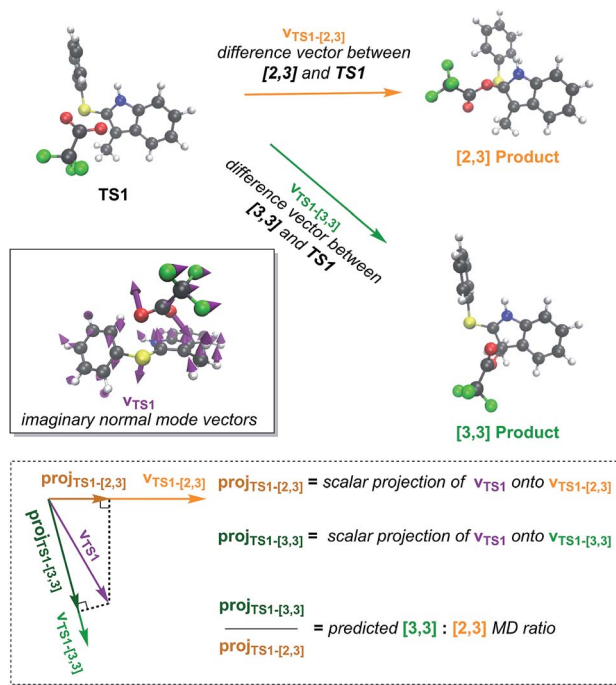 v_TS1-[2,3]
difference vector between
[2,3] and TS1
TS1
[2,3] Product
v_TS1-[3,3]
difference vector between
[3,3] and TS1
v_TS1
imaginary normal mode vectors
[3,3] Product
proj_TS1-[2,3] v_TS1-[2,3]
proj_TS1-[3,3]
v_TS1
v_TS1-[3,3]
proj_TS1-[2,3] = scalar projection of v_TS1 onto v_TS1-[2,3]
proj_TS1-[3,3] = scalar projection of v_TS1 onto v_TS1-[3,3]
proj_TS1-[3,3]
proj_TS1-[2,3]
= predicted [3,3] : [2,3] MD ratio